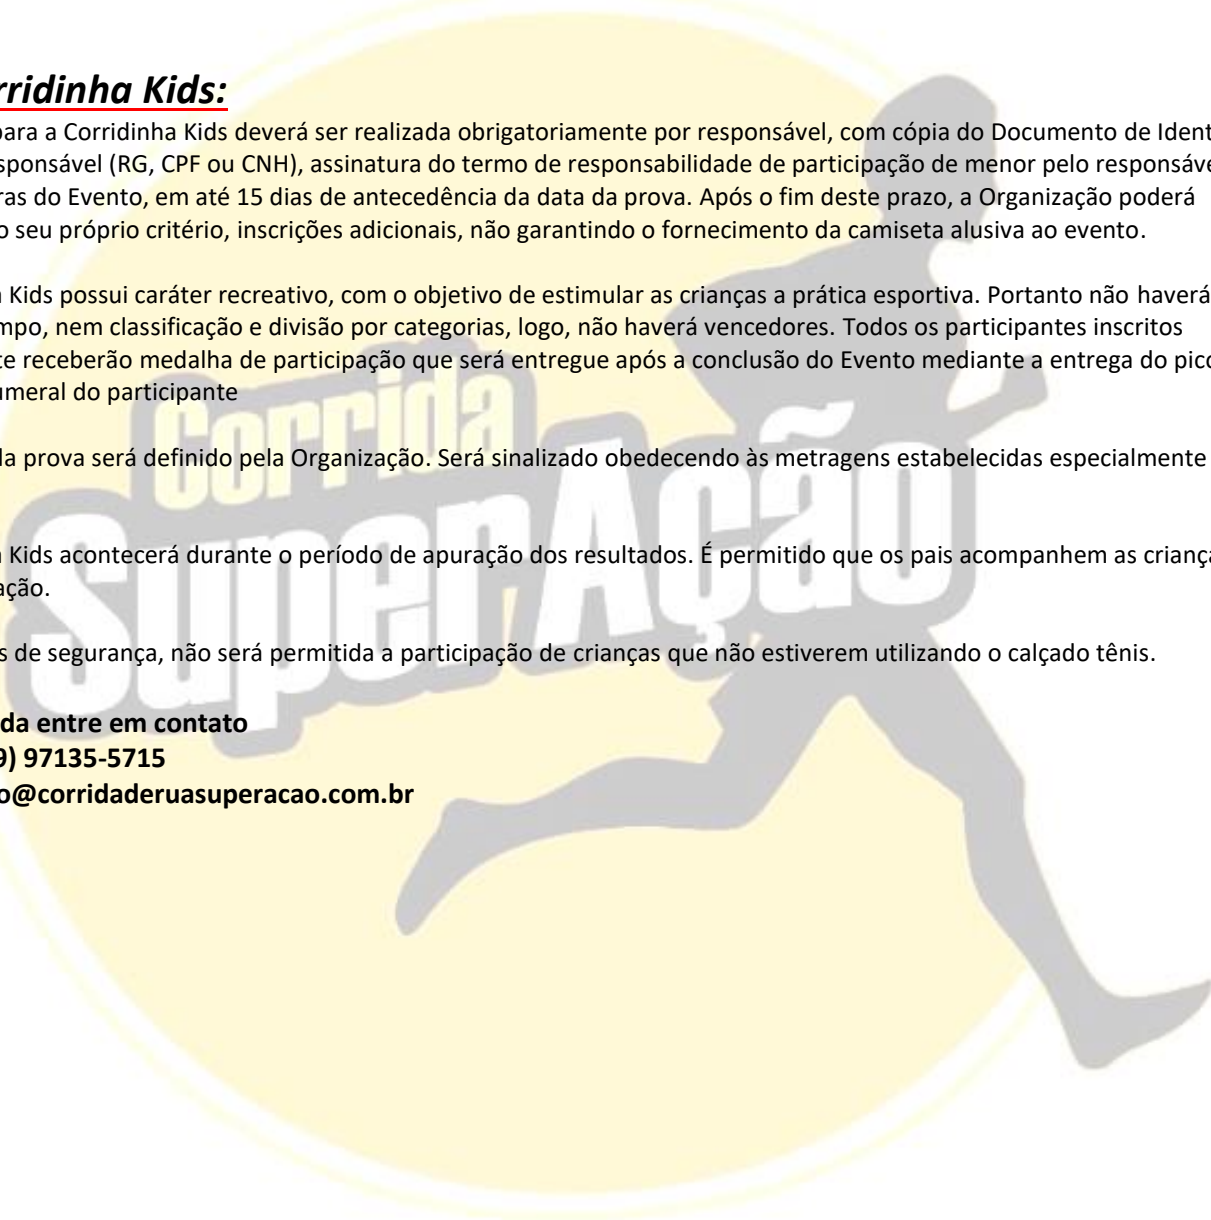 rridinha Kids:
para a Corridinha Kids deverá ser realizada obrigatoriamente por responsável, com cópia do Documento de Ident
sponsável (RG, CPF ou CNH), assinatura do termo de responsabilidade de participação de menor pelo responsáve
ras do Evento, em até 15 dias de antecedência da data da prova. Após o fim deste prazo, a Organização poderá
o seu próprio critério, inscrições adicionais, não garantindo o fornecimento da camiseta alusiva ao evento.
a Kids possui caráter recreativo, com o objetivo de estimular as crianças a prática esportiva. Portanto não haverá
mpo, nem classificação e divisão por categorias, logo, não haverá vencedores. Todos os participantes inscritos
te receberão medalha de participação que será entregue após a conclusão do Evento mediante a entrega do pico
umeral do participante
da prova será definido pela Organização. Será sinalizado obedecendo às metragens estabelecidas especialmente
a Kids acontecerá durante o período de apuração dos resultados. É permitido que os pais acompanhem as criança
ação.
s de segurança, não será permitida a participação de crianças que não estiverem utilizando o calçado tênis.
da entre em contato
9) 97135-5715
o@corridaderuasuperacao.com.br
Corrida
SuperAção